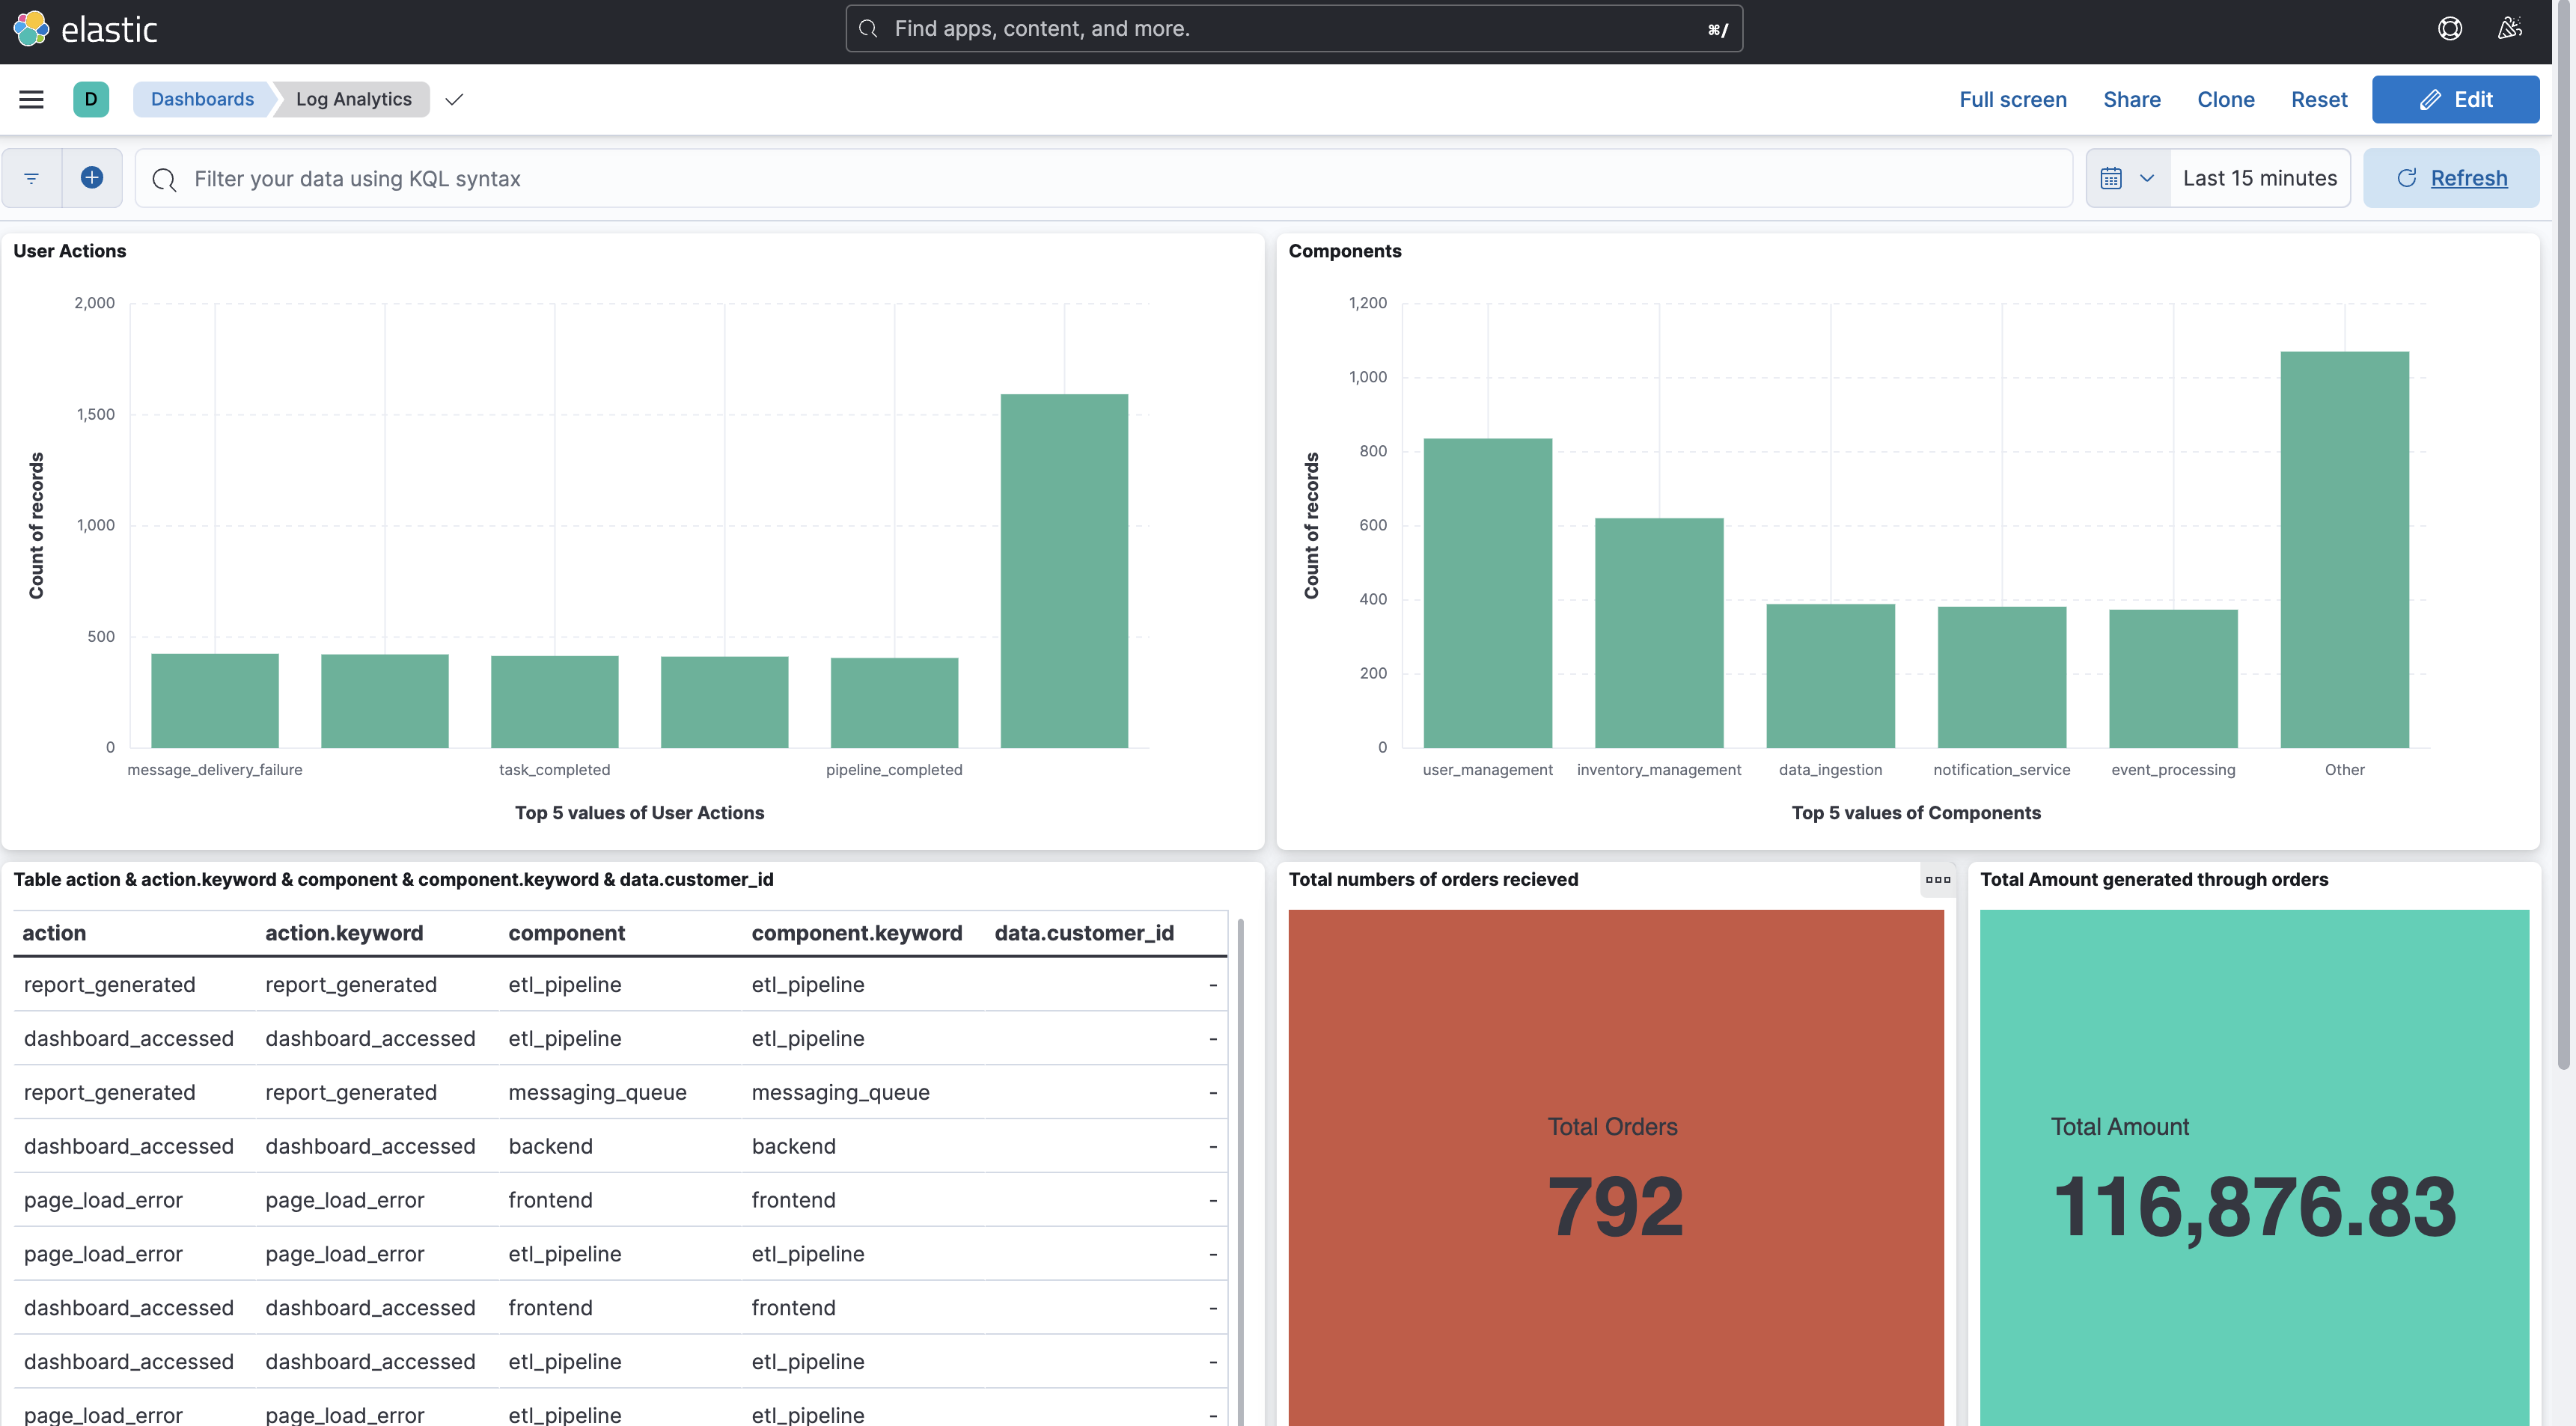 elastic
Find apps, content, and more.
⌘/
D
Dashboards
Log Analytics
Full screen
Share
Clone
Reset
Edit
Filter your data using KQL syntax
Last 15 minutes
Refresh
User Actions
2,000
1,500
1,000
500
0
Count of records
message_delivery_failure
task_completed
pipeline_completed
Top 5 values of User Actions
Components
1,200
1,000
800
600
400
200
0
Count of records
user_management
inventory_management
data_ingestion
notification_service
event_processing
Other
Top 5 values of Components
Table action & action.keyword & component & component.keyword & data.customer_id
action action.keyword component component.keyword data.customer_id
report_generated report_generated etl_pipeline etl_pipeline -
dashboard_accessed dashboard_accessed etl_pipeline etl_pipeline -
report_generated report_generated messaging_queue messaging_queue -
dashboard_accessed dashboard_accessed backend backend -
page_load_error page_load_error frontend frontend -
page_load_error page_load_error etl_pipeline etl_pipeline -
dashboard_accessed dashboard_accessed frontend frontend -
dashboard_accessed dashboard_accessed etl_pipeline etl_pipeline -
page_load_error page_load_error etl_pipeline etl_pipeline -
Total numbers of orders recieved
Total Orders
792
Total Amount generated through orders
Total Amount
116,876.83